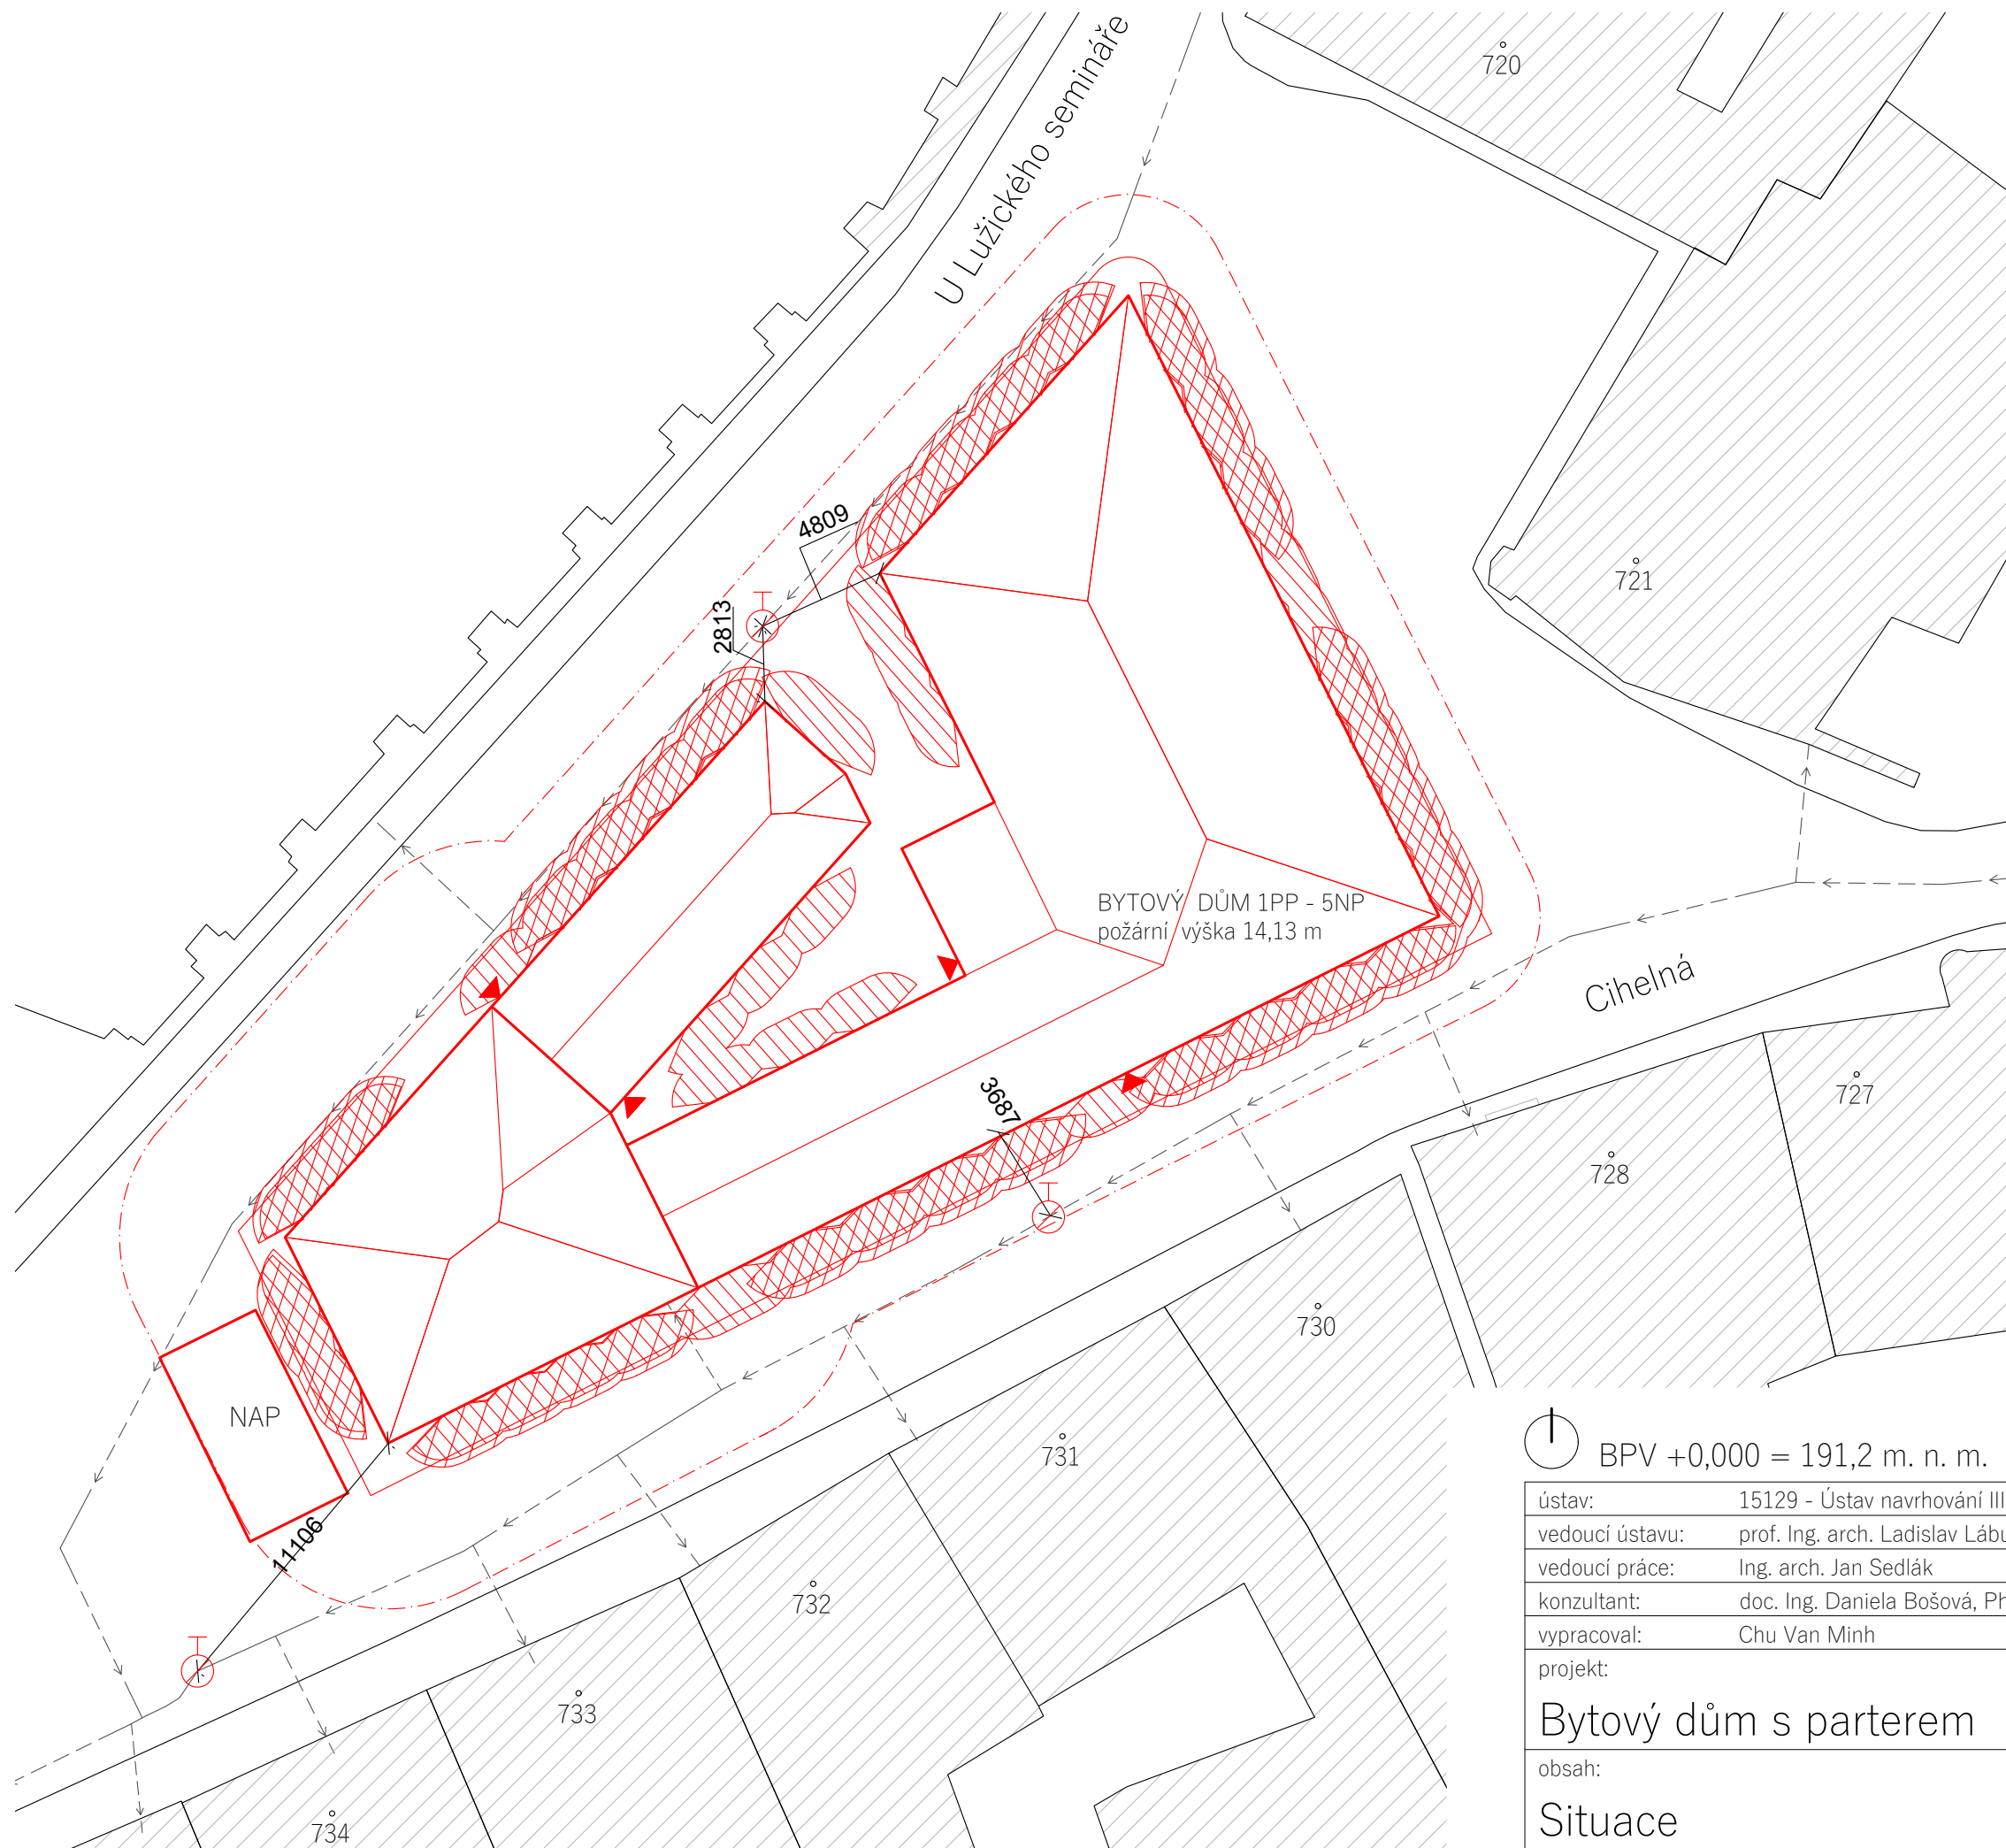 U Lužického semináře
720
4809
2813
721
BYTOVÝ DŮM 1PP - 5NP
požární výška 14,13 m
Cihelná
3687
727
728
730
NAP
731
11106
732
733
734
BPV +0,000 = 191,2 m. n. m.
ústav: 15129 - Ústav navrhování III
vedoucí ústavu: prof. Ing. arch. Ladislav
vedoucí práce: Ing. arch. Jan Sedlák
konzultant: doc. Ing. Daniela Bošová,
vypracoval: Chu Van Minh
projekt:
Bytový dům s parterem
obsah:
Situace